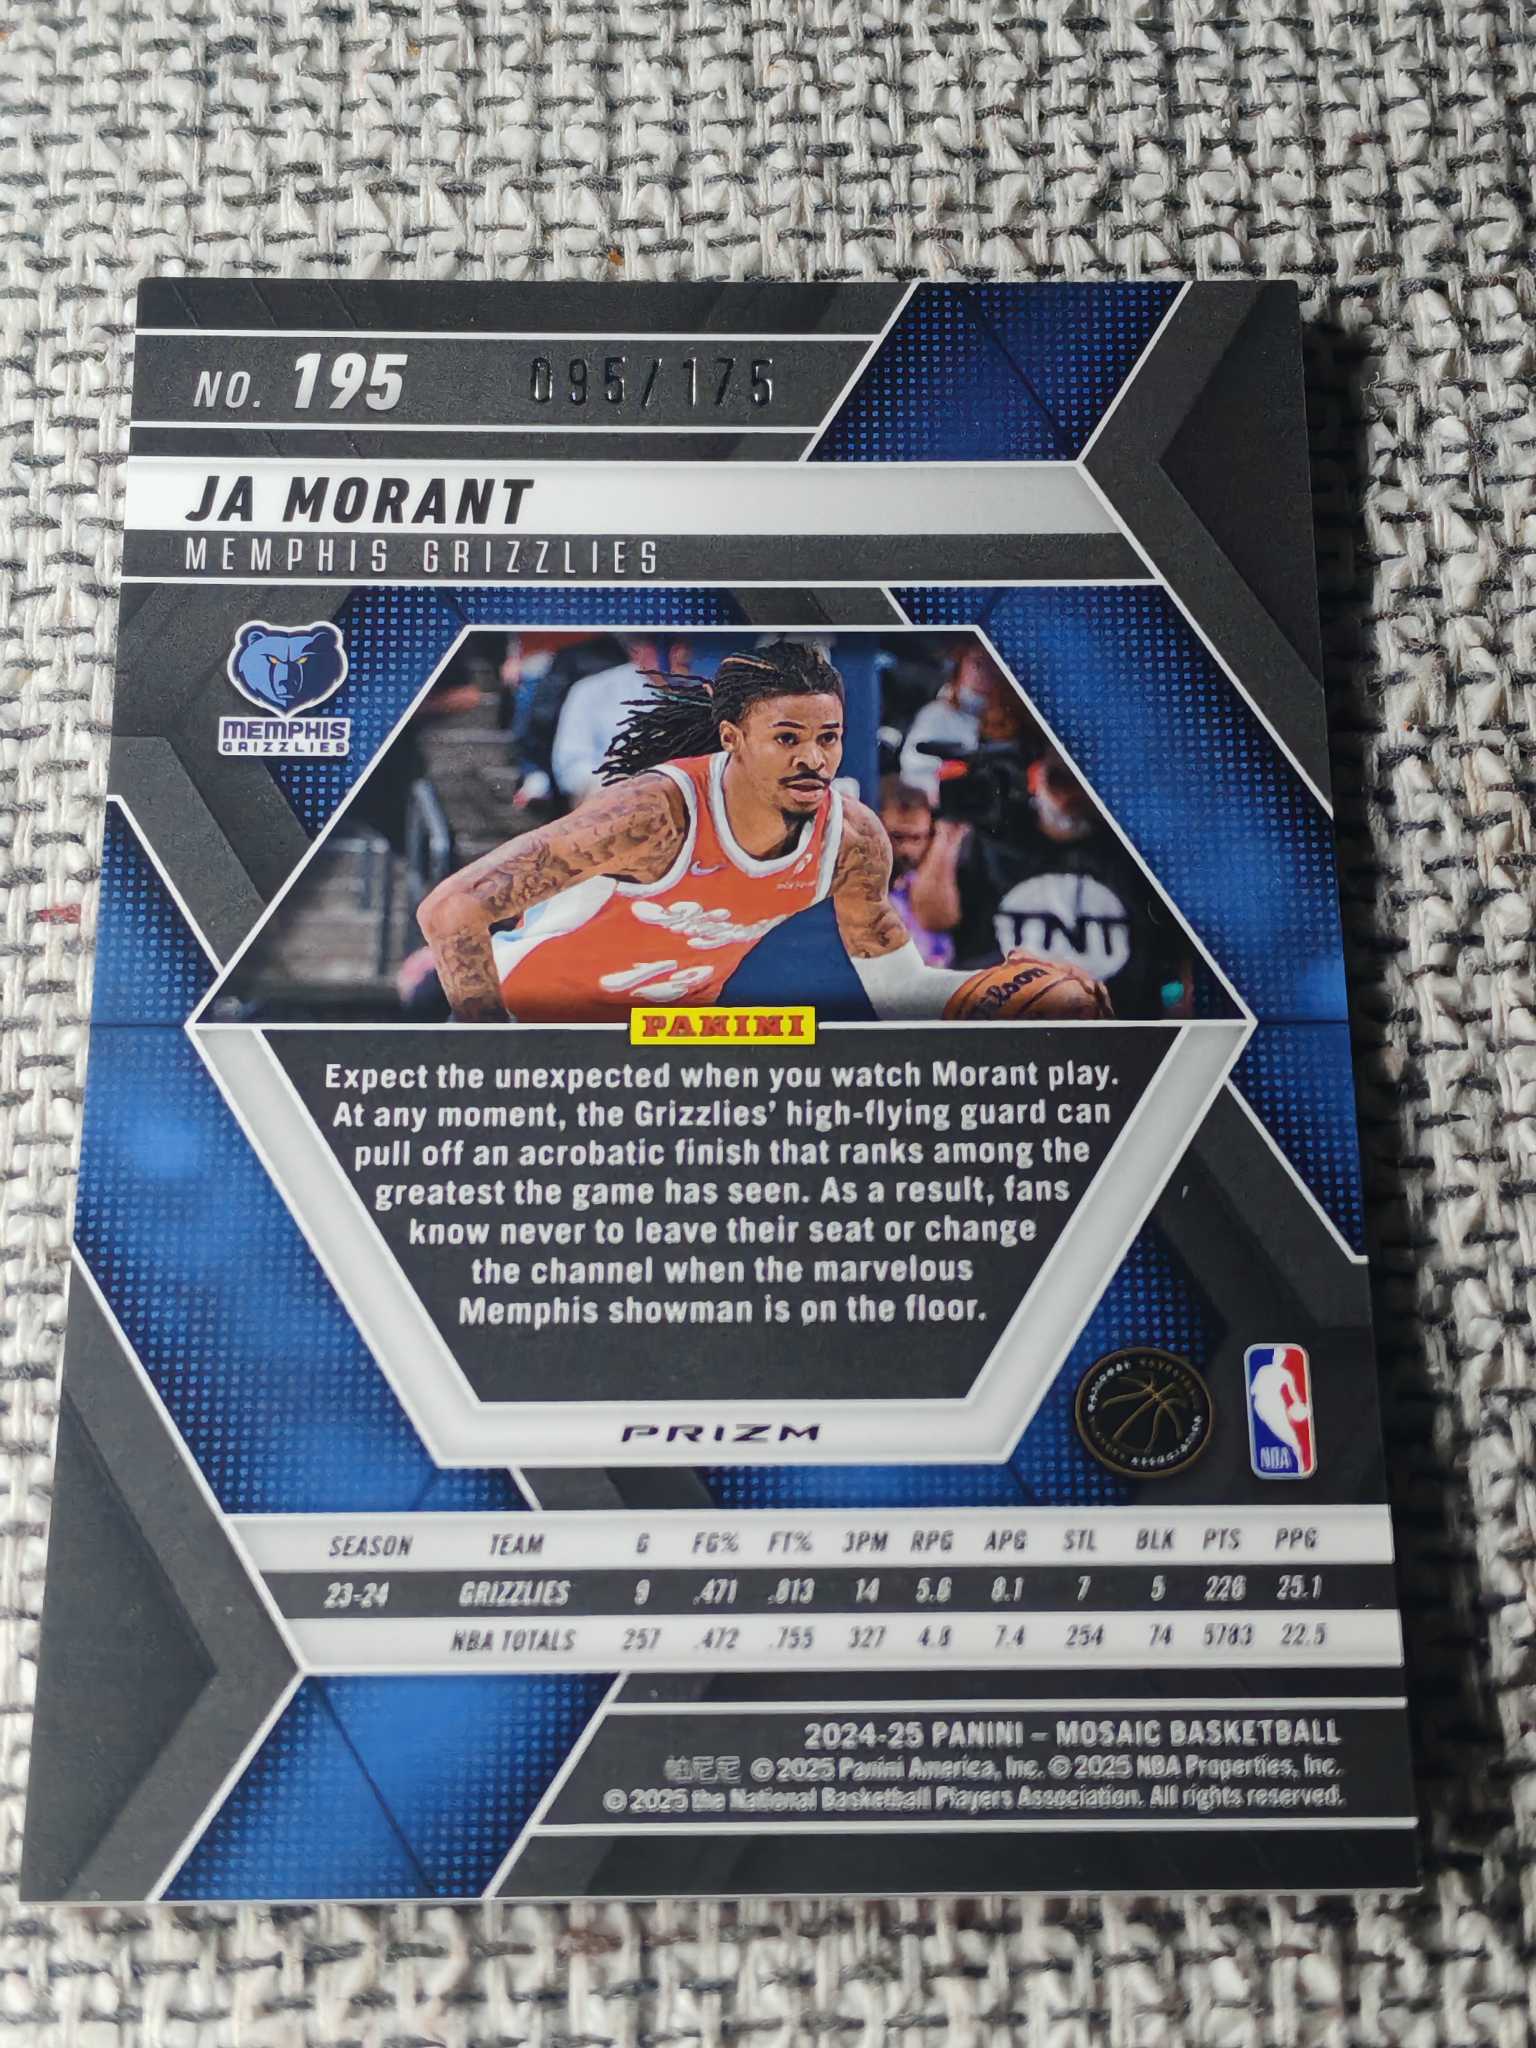 NO. 195 095/175
JA MORANT
MEMPHIS GRIZZLIES
MEMPHIS
GRIZZLIES
TNT
Wilson
12
PANINI
Expect the unexpected when you watch Morant play.
At any moment, the Grizzlies' high-flying guard can
pull off an acrobatic finish that ranks among the
greatest the game has seen. As a result, fans
know never to leave their seat or change
the channel when the marvelous
Memphis showman is on the floor.
PRIZM
NBA
SEASON TEAM G FG% FT% 3PM RPG APG STL BLK PTS PPG
23-24 GRIZZLIES 9 .471 .813 14 5.6 8.1 7 5 226 25.1
NBA TOTALS 257 .472 .755 327 4.8 7.4 254 74 5783 22.5
2024-25 PANINI – MOSAIC BASKETBALL
© 2025 Panini America, Inc. © 2025 NBA Properties, Inc.
© 2025 the National Basketball Players Association. All rights reserved.